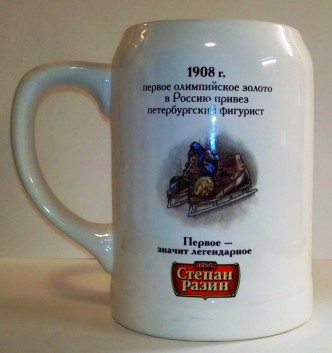 1908 г.
первое олимпийское золото
в Россию привез
петербургский фигурист
Первое —
значит легендарное
Степан
Разин